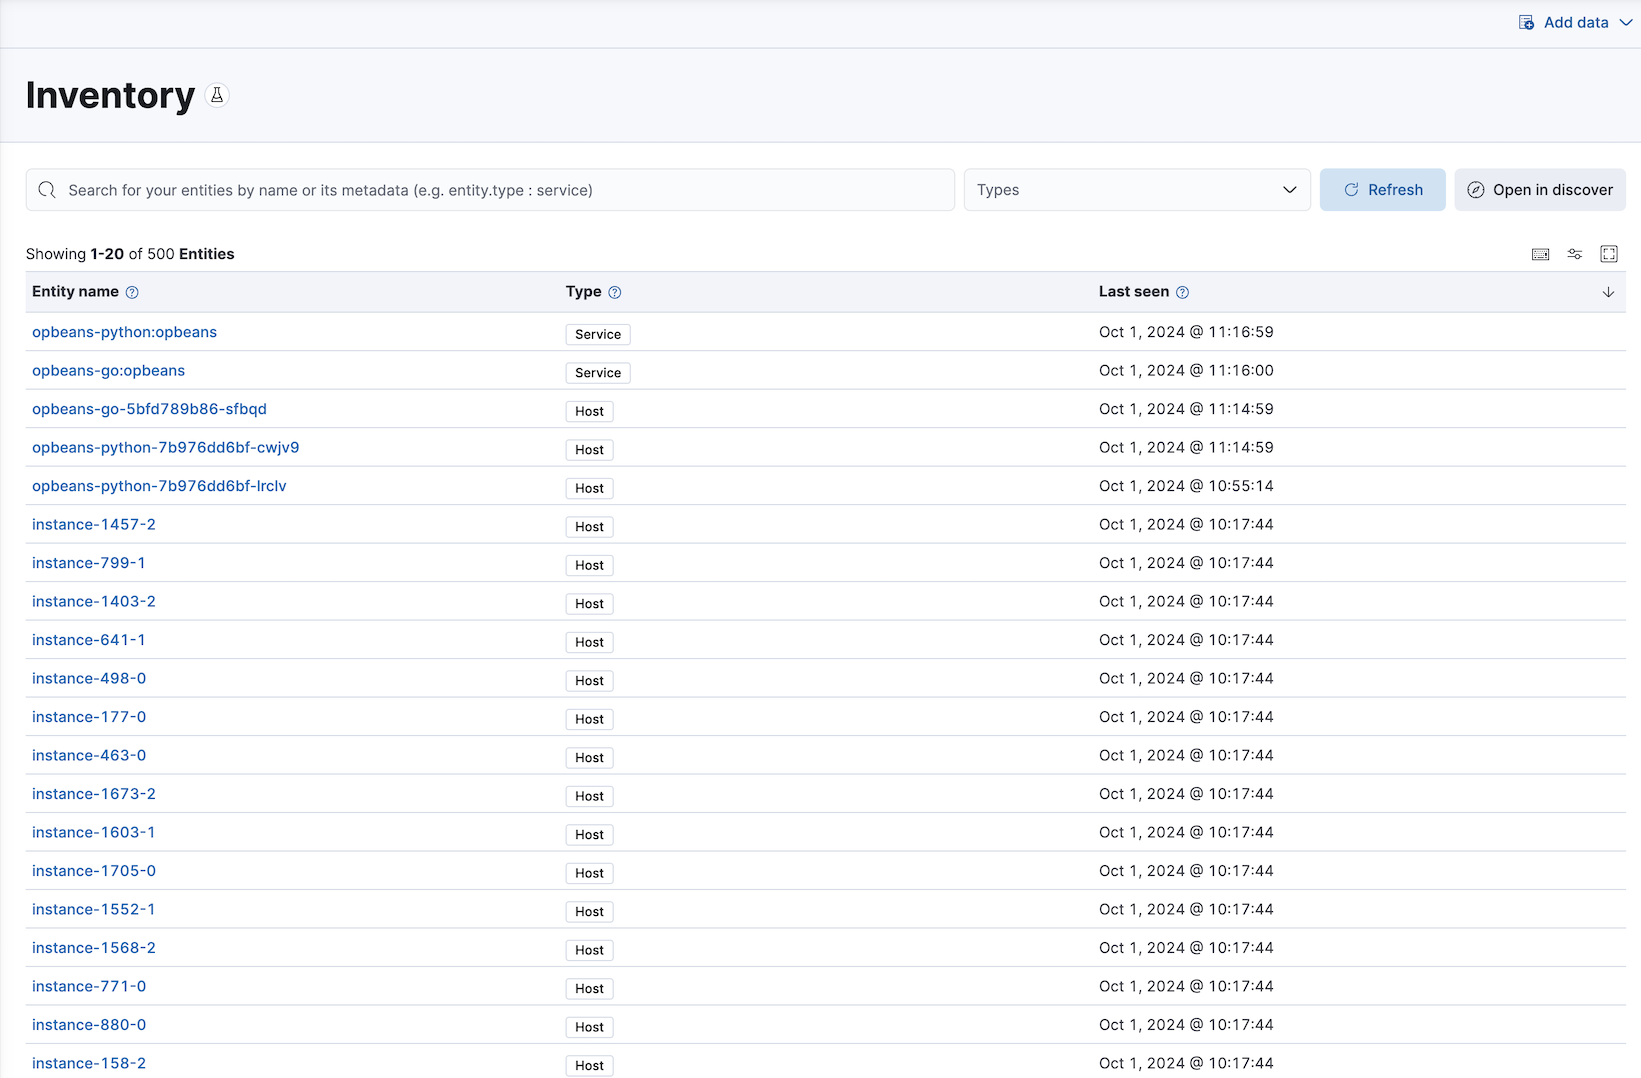 Add data
Inventory
Search for your entities by name or its metadata (e.g. entity.type : service)
Types
Refresh
Open in discover
Showing 1-20 of 500 Entities
Entity name Type Last seen
opbeans-python:opbeans Service Oct 1, 2024 @ 11:16:59
opbeans-go:opbeans Service Oct 1, 2024 @ 11:16:00
opbeans-go-5bfd789b86-sfbqd Host Oct 1, 2024 @ 11:14:59
opbeans-python-7b976dd6bf-cwjv9 Host Oct 1, 2024 @ 11:14:59
opbeans-python-7b976dd6bf-lrclv Host Oct 1, 2024 @ 10:55:14
instance-1457-2 Host Oct 1, 2024 @ 10:17:44
instance-799-1 Host Oct 1, 2024 @ 10:17:44
instance-1403-2 Host Oct 1, 2024 @ 10:17:44
instance-641-1 Host Oct 1, 2024 @ 10:17:44
instance-498-0 Host Oct 1, 2024 @ 10:17:44
instance-177-0 Host Oct 1, 2024 @ 10:17:44
instance-463-0 Host Oct 1, 2024 @ 10:17:44
instance-1673-2 Host Oct 1, 2024 @ 10:17:44
instance-1603-1 Host Oct 1, 2024 @ 10:17:44
instance-1705-0 Host Oct 1, 2024 @ 10:17:44
instance-1552-1 Host Oct 1, 2024 @ 10:17:44
instance-1568-2 Host Oct 1, 2024 @ 10:17:44
instance-771-0 Host Oct 1, 2024 @ 10:17:44
instance-880-0 Host Oct 1, 2024 @ 10:17:44
instance-158-2 Host Oct 1, 2024 @ 10:17:44